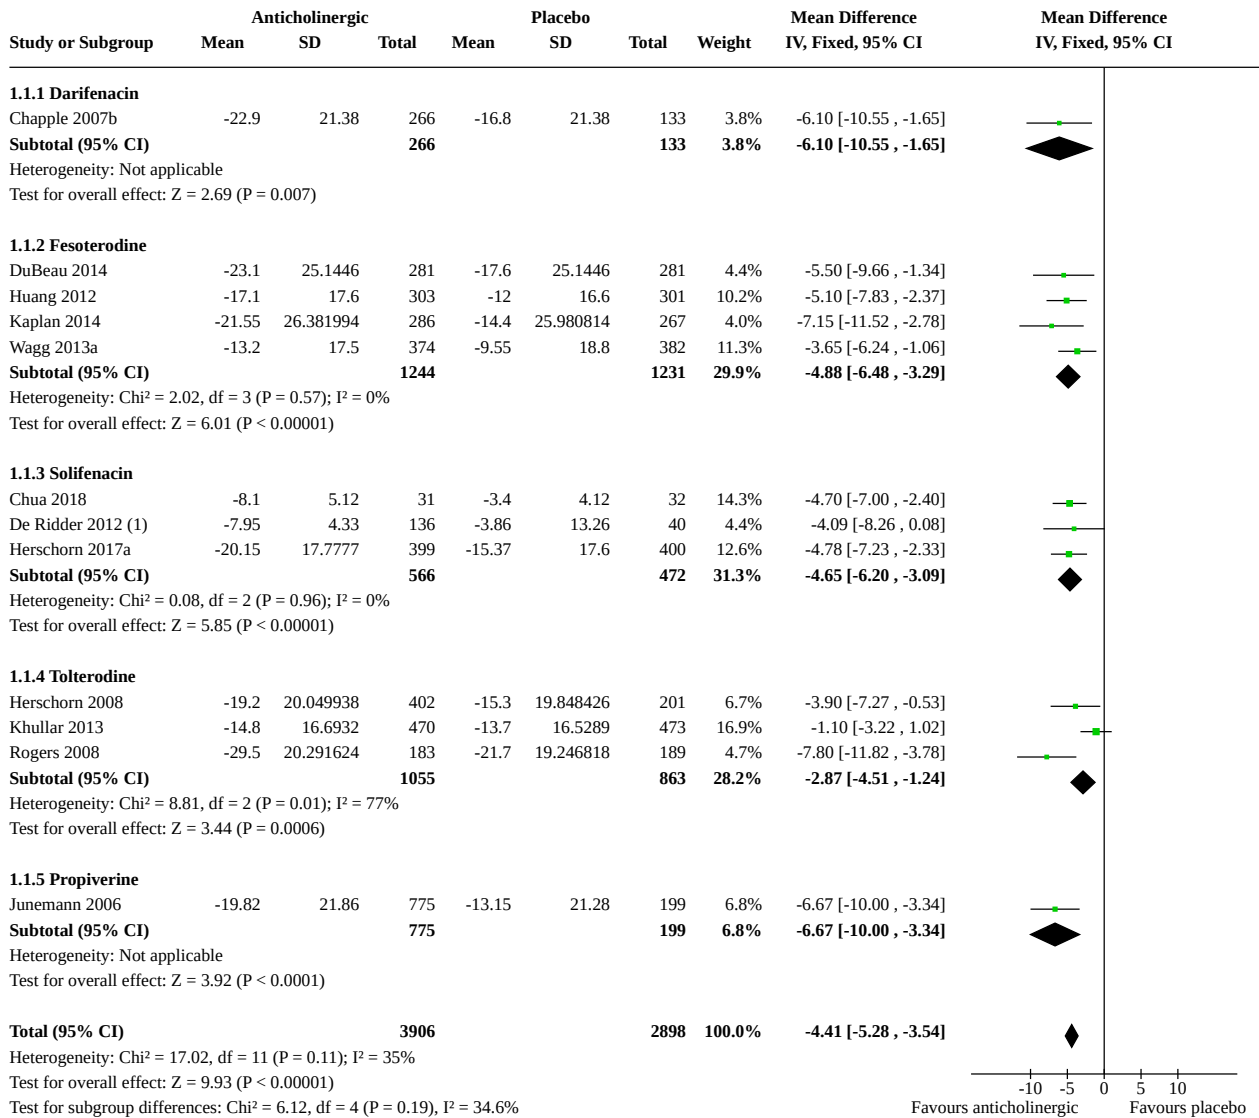 Anticholinergic Placebo Mean Difference Mean Difference
Study or Subgroup Mean SD Total Mean SD Total Weight IV, Fixed, 95% CI IV, Fixed, 95% CI
1.1.1 Darifenacin
Chapple 2007b -22.9 21.38 266 -16.8 21.38 133 3.8% -6.10 [-10.55 , -1.65]
Subtotal (95% CI) 266 133 3.8% -6.10 [-10.55 , -1.65]
Heterogeneity: Not applicable
Test for overall effect: Z = 2.69 (P = 0.007)
1.1.2 Fesoterodine
DuBeau 2014 -23.1 25.1446 281 -17.6 25.1446 281 4.4% -5.50 [-9.66 , -1.34]
Huang 2012 -17.1 17.6 303 -12 16.6 301 10.2% -5.10 [-7.83 , -2.37]
Kaplan 2014 -21.55 26.381994 286 -14.4 25.980814 267 4.0% -7.15 [-11.52 , -2.78]
Wagg 2013a -13.2 17.5 374 -9.55 18.8 382 11.3% -3.65 [-6.24 , -1.06]
Subtotal (95% CI) 1244 1231 29.9% -4.88 [-6.48 , -3.29]
Heterogeneity: Chi² = 2.02, df = 3 (P = 0.57); I² = 0%
Test for overall effect: Z = 6.01 (P < 0.00001)
1.1.3 Solifenacin
Chua 2018 -8.1 5.12 31 -3.4 4.12 32 14.3% -4.70 [-7.00 , -2.40]
De Ridder 2012 (1) -7.95 4.33 136 -3.86 13.26 40 4.4% -4.09 [-8.26 , 0.08]
Herschorn 2017a -20.15 17.7777 399 -15.37 17.6 400 12.6% -4.78 [-7.23 , -2.33]
Subtotal (95% CI) 566 472 31.3% -4.65 [-6.20 , -3.09]
Heterogeneity: Chi² = 0.08, df = 2 (P = 0.96); I² = 0%
Test for overall effect: Z = 5.85 (P < 0.00001)
1.1.4 Tolterodine
Herschorn 2008 -19.2 20.049938 402 -15.3 19.848426 201 6.7% -3.90 [-7.27 , -0.53]
Khullar 2013 -14.8 16.6932 470 -13.7 16.5289 473 16.9% -1.10 [-3.22 , 1.02]
Rogers 2008 -29.5 20.291624 183 -21.7 19.246818 189 4.7% -7.80 [-11.82 , -3.78]
Subtotal (95% CI) 1055 863 28.2% -2.87 [-4.51 , -1.24]
Heterogeneity: Chi² = 8.81, df = 2 (P = 0.01); I² = 77%
Test for overall effect: Z = 3.44 (P = 0.0006)
1.1.5 Propiverine
Junemann 2006 -19.82 21.86 775 -13.15 21.28 199 6.8% -6.67 [-10.00 , -3.34]
Subtotal (95% CI) 775 199 6.8% -6.67 [-10.00 , -3.34]
Heterogeneity: Not applicable
Test for overall effect: Z = 3.92 (P < 0.0001)
Total (95% CI) 3906 2898 100.0% -4.41 [-5.28 , -3.54]
Heterogeneity: Chi² = 17.02, df = 11 (P = 0.11); I² = 35%
Test for overall effect: Z = 9.93 (P < 0.00001) -10 -5 0 5 10
Test for subgroup differences: Chi² = 6.12, df = 4 (P = 0.19), I² = 34.6% Favours anticholinergic Favours placebo